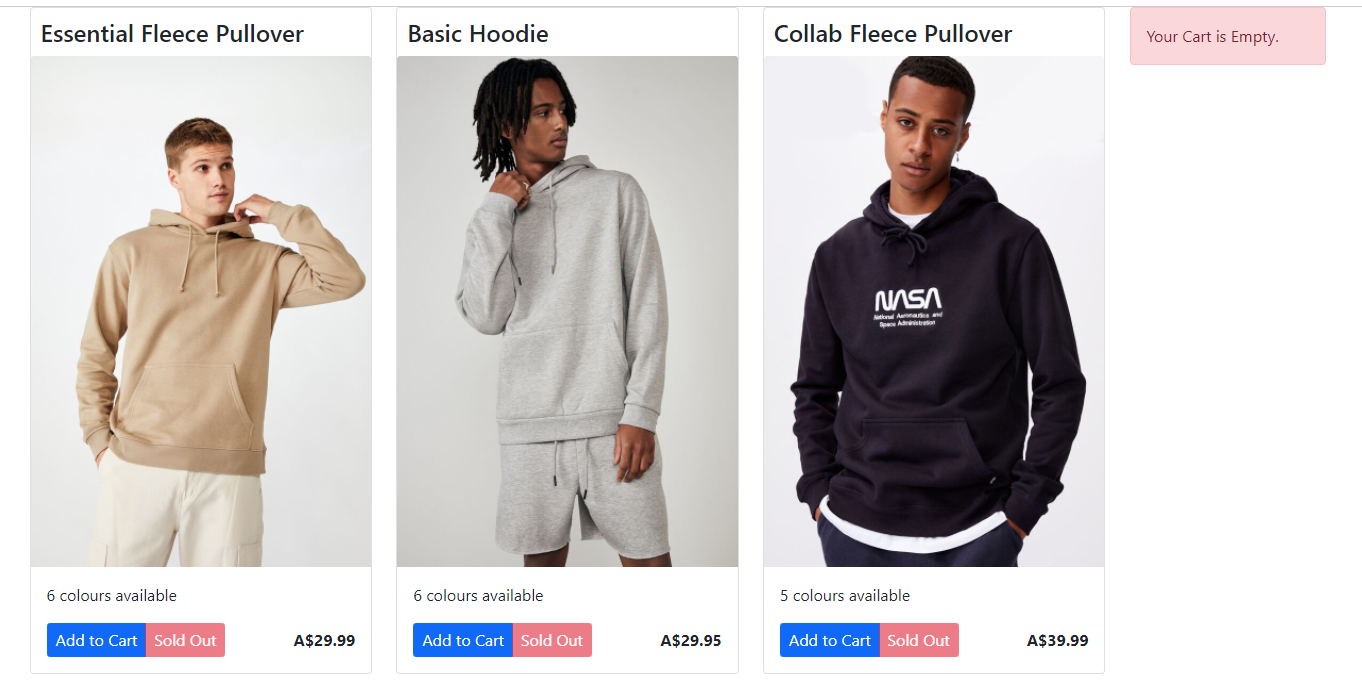 Essential Fleece Pullover
Basic Hoodie
Collab Fleece Pullover
Your Cart is Empty.
NASA
National Aeronautics and
Space Administration
6 colours available
6 colours available
5 colours available
Add to Cart Sold Out A$29.99
Add to Cart Sold Out A$29.95
Add to Cart Sold Out A$39.99